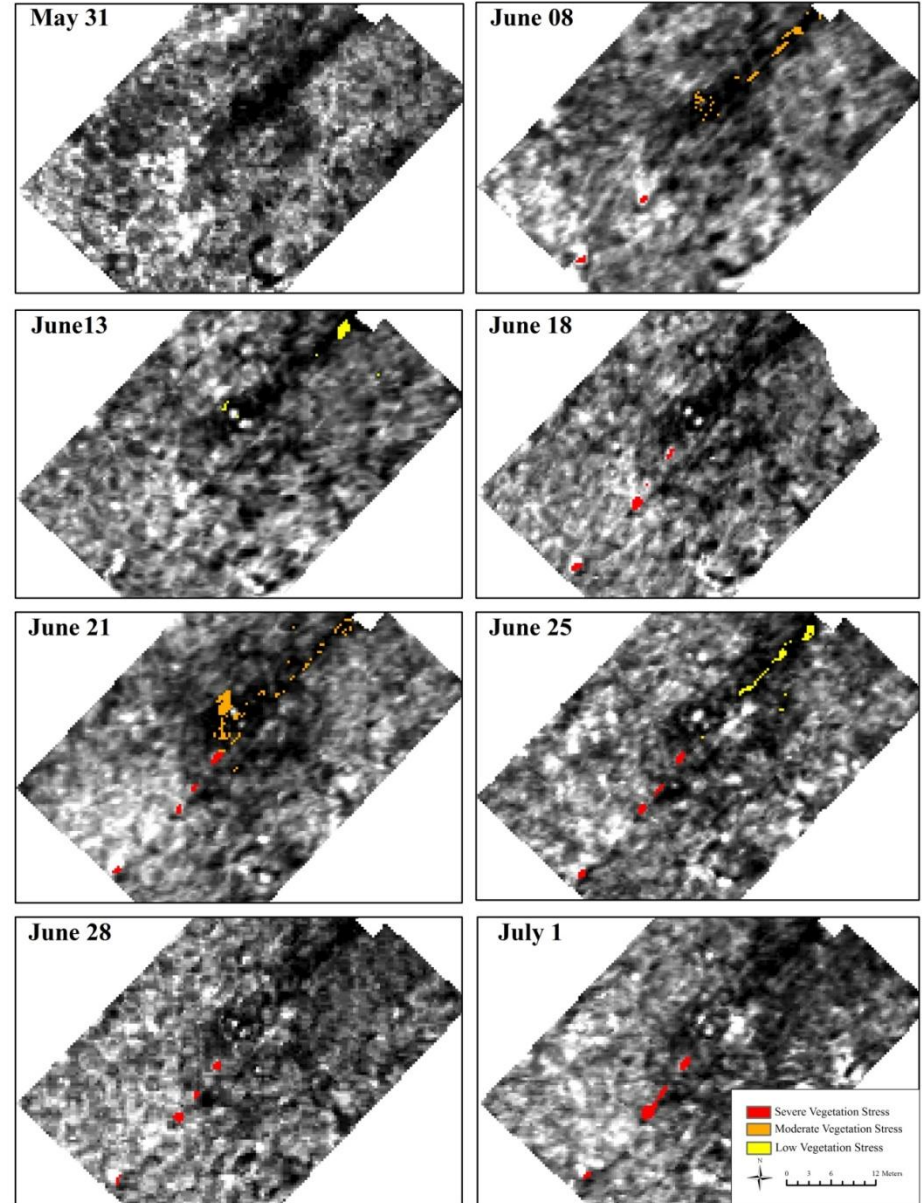 May 31
June 08
June13
June 18
June 21
June 25
June 28
July 1
Severe Vegetation Stress
Moderate Vegetation Stress
Low Vegetation Stress
N
0 3 6 12 Meters